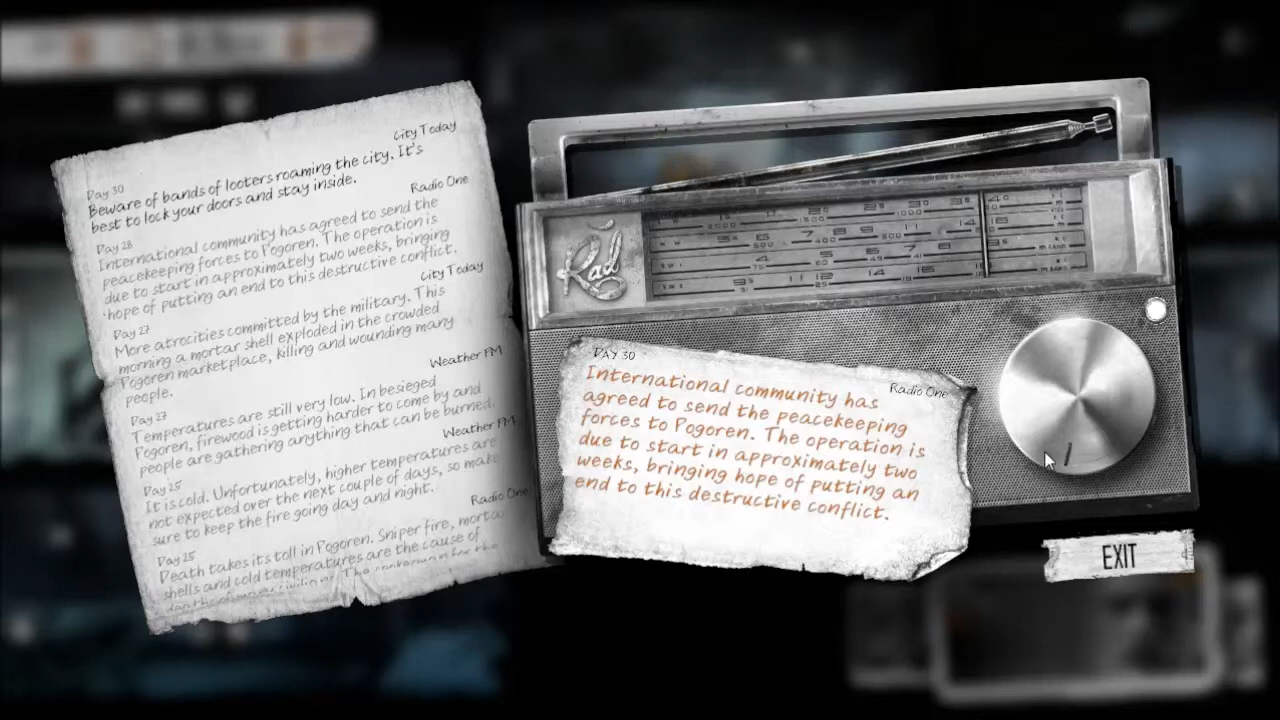 City Today
Day 30
Beware of bands of looters roaming the city. It's
best to lock your doors and stay inside.
Radio One
Day 28
International community has agreed to send the
peacekeeping forces to Pogoren. The operation is
due to start in approximately two weeks, bringing
hope of putting an end to this destructive conflict.
City Today
Day 27
More atrocities committed by the military. This
morning a mortar shell exploded in the crowded
Pogoren marketplace, killing and wounding many
people.
Weather FM
Day 27
Temperatures are still very low. In besieged
Pogoren, firewood is getting harder to come by and
people are gathering anything that can be burned.
Weather FM
Day 25
It is cold. Unfortunately, higher temperatures are
not expected over the next couple of days, so make
sure to keep the fire going day and night.
Radio One
Day 25
Death takes its toll in Pogoren. Sniper fire, mortar
shells and cold temperatures are the cause of
Rad
DAY 30
Radio One
International community has
agreed to send the peacekeeping
forces to Pogoren. The operation is
due to start in approximately two
weeks, bringing hope of putting an
end to this destructive conflict.
EXIT